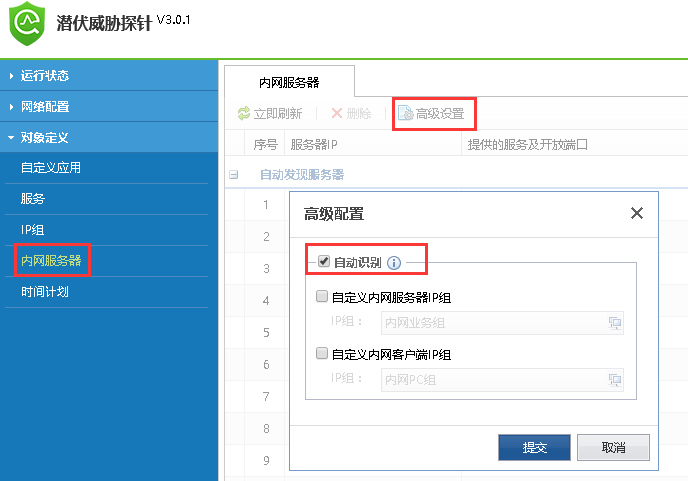 潜伏威胁探针 V3.0.1
运行状态
网络配置
对象定义
自定义应用
服务
IP组
内网服务器
时间计划
内网服务器
立即刷新 删除 高级设置
序号 服务器IP 提供的服务及开放端口
自动发现服务器
1
2
3
4
5
6
7
8
9
高级配置
自动识别
自定义内网服务器IP组
IP组： 内网业务组
自定义内网客户端IP组
IP组： 内网PC组
提交 取消